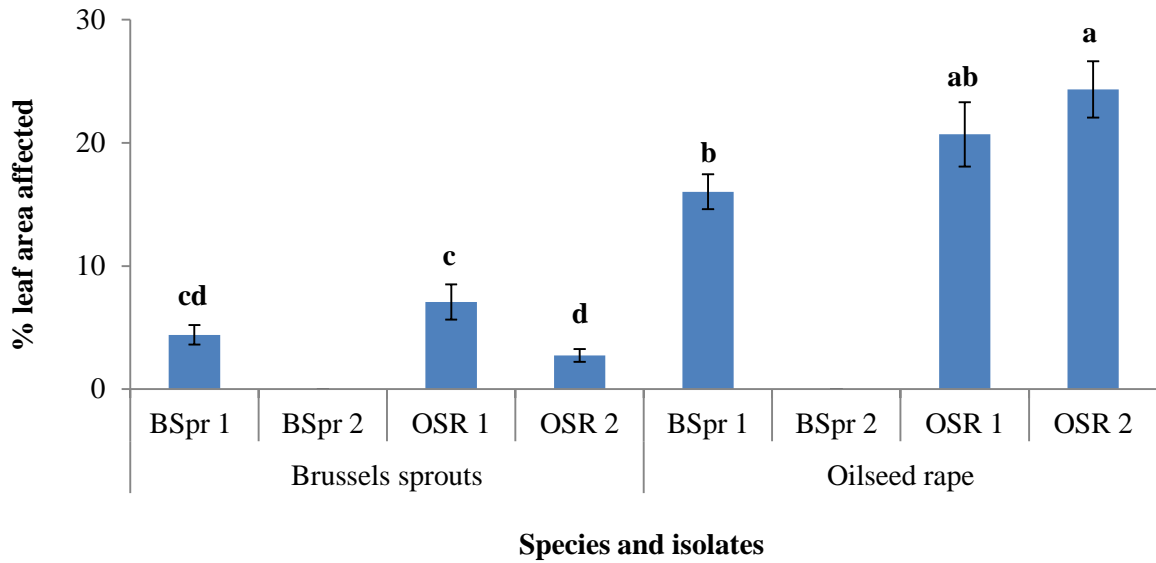 30
20
10
0
% leaf area affected
cd
c
d
b
ab
a
BSpr 1 BSpr 2 OSR 1 OSR 2 BSpr 1 BSpr 2 OSR 1 OSR 2
Brussels sprouts Oilseed rape
Species and isolates